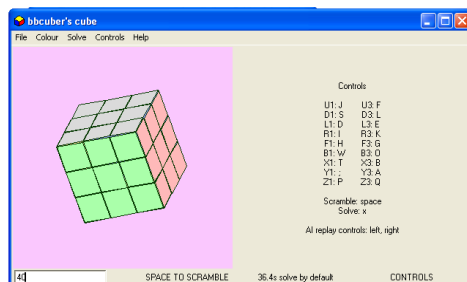 bbcuber's cube
File Colour Solve Controls Help
Controls
U1: J U3: F
D1: S D3: L
L1: D L3: E
R1: I R3: K
F1: H F3: G
B1: W B3: O
X1: T X3: B
Y1: ; Y3: A
Z1: P Z3: Q
Scramble: space
Solve: x
AI replay controls: left, right
40 SPACE TO SCRAMBLE 36.4s solve by default CONTROLS